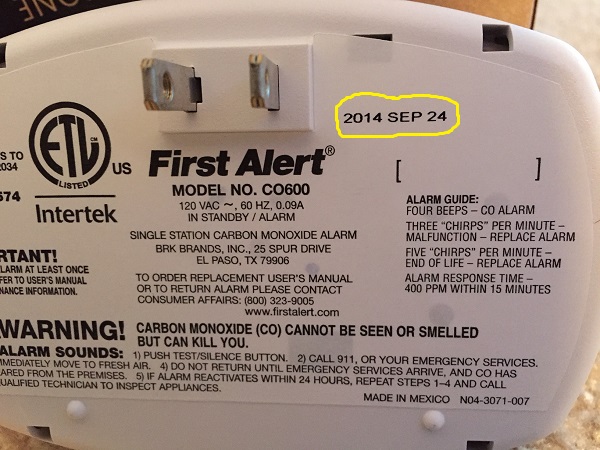 ONE
2014 SEP 24
S TO
2034
574
ETL CM
LISTED
US
Intertek
First Alert®
MODEL NO. CO600
120 VAC ~, 60 HZ, 0.09A
IN STANDBY / ALARM
SINGLE STATION CARBON MONOXIDE ALARM
BRK BRANDS, INC., 25 SPUR DRIVE
EL PASO, TX 79906
TO ORDER REPLACEMENT USER'S MANUAL
OR TO RETURN ALARM PLEASE CONTACT
CONSUMER AFFAIRS: (800) 323-9005
www.firstalert.com
[ ]
ALARM GUIDE:
FOUR BEEPS – CO ALARM
THREE "CHIRPS" PER MINUTE –
MALFUNCTION – REPLACE ALARM
FIVE "CHIRPS" PER MINUTE –
END OF LIFE – REPLACE ALARM
ALARM RESPONSE TIME –
400 PPM WITHIN 15 MINUTES
RTANT!
LARM AT LEAST ONCE
FER TO USER'S MANUAL
NANCE INFORMATION.
WARNING! CARBON MONOXIDE (CO) CANNOT BE SEEN OR SMELLED
BUT CAN KILL YOU.
ALARM SOUNDS: 1) PUSH TEST/SILENCE BUTTON. 2) CALL 911, OR YOUR EMERGENCY SERVICES.
MMEDIATELY MOVE TO FRESH AIR. 4) DO NOT RETURN UNTIL EMERGENCY SERVICES ARRIVE, AND CO HAS
ARED FROM THE PREMISES. 5) IF ALARM REACTIVATES WITHIN 24 HOURS, REPEAT STEPS 1–4 AND CALL
UALIFIED TECHNICIAN TO INSPECT APPLIANCES.
MADE IN MEXICO N04-3071-007